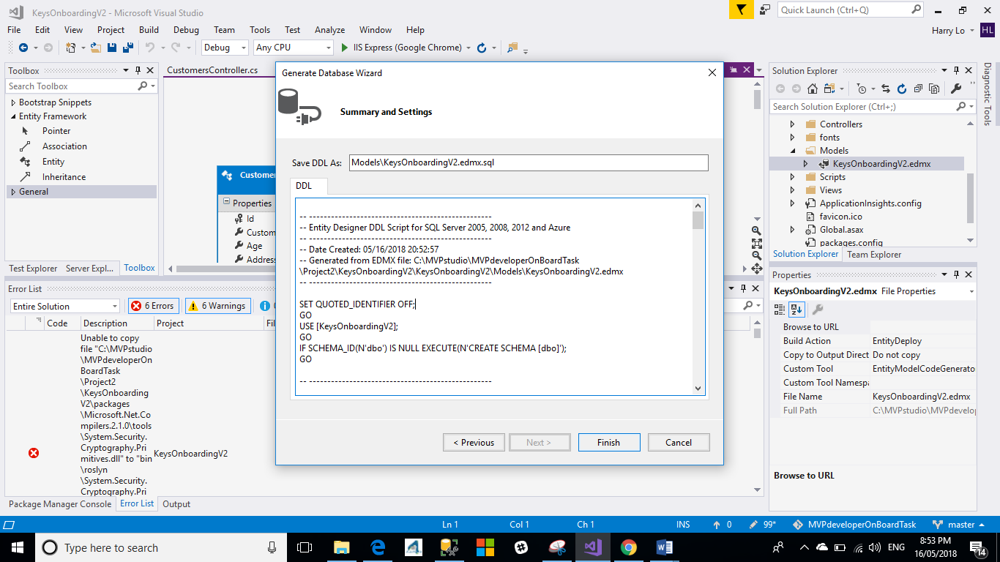 KeysOnboardingV2 - Microsoft Visual Studio
Quick Launch (Ctrl+Q)
File Edit View Project Build Debug Team Tools Test Analyze Window Help
Harry Lo HL
Debug Any CPU IIS Express (Google Chrome)
Toolbox
Search Toolbox
Bootstrap Snippets
Entity Framework
Pointer
Association
Entity
Inheritance
General
Test Explorer Server Expl... Toolbox
CustomersController.cs
Customer
Properties
Id
Custom
Age
Address
Generate Database Wizard
Summary and Settings
Save DDL As: Models\KeysOnboardingV2.edmx.sql
DDL
-- --------------------------------------------------
-- Entity Designer DDL Script for SQL Server 2005, 2008, 2012 and Azure
-- --------------------------------------------------
-- Date Created: 05/16/2018 20:52:57
-- Generated from EDMX file: C:\MVPstudio\MVPdeveloperOnBoardTask
\Project2\KeysOnboardingV2\KeysOnboardingV2\Models\KeysOnboardingV2.edmx
-- --------------------------------------------------
SET QUOTED_IDENTIFIER OFF;
GO
USE [KeysOnboardingV2];
GO
IF SCHEMA_ID(N'dbo') IS NULL EXECUTE(N'CREATE SCHEMA [dbo]');
GO
-- --------------------------------------------------
< Previous Next > Finish Cancel
Solution Explorer
Search Solution Explorer (Ctrl+;)
Controllers
fonts
Models
KeysOnboardingV2.edmx
Scripts
Views
ApplicationInsights.config
favicon.ico
Global.asax
packages.config
Solution Explorer Team Explorer
Diagnostic Tools
Properties
KeysOnboardingV2.edmx File Properties
Browse to URL
Build Action EntityDeploy
Copy to Output Direct Do not copy
Custom Tool EntityModelCodeGenerato
Custom Tool Namespa
File Name KeysOnboardingV2.edmx
Full Path C:\MVPstudio\MVPdevelop
Browse to URL
Error List
Entire Solution 6 Errors 6 Warnings
Code Description Project Fil
Unable to copy
file "C:\MVPstudio
\MVPdeveloperOn
BoardTask
\Project2
\KeysOnboarding
V2\packages
\Microsoft.Net.Co
mpilers.2.1.0\tools
\System.Security.
Cryptography.Pri
mitives.dll" to "bin
\roslyn
\System.Security.
Cryptography.Pri
KeysOnboardingV2
Package Manager Console Error List Output
Ln 1 Col 1 Ch 1 INS 0 99* MVPdeveloperOnBoardTask master
Type here to search
ENG
8:53 PM
16/05/2018
14